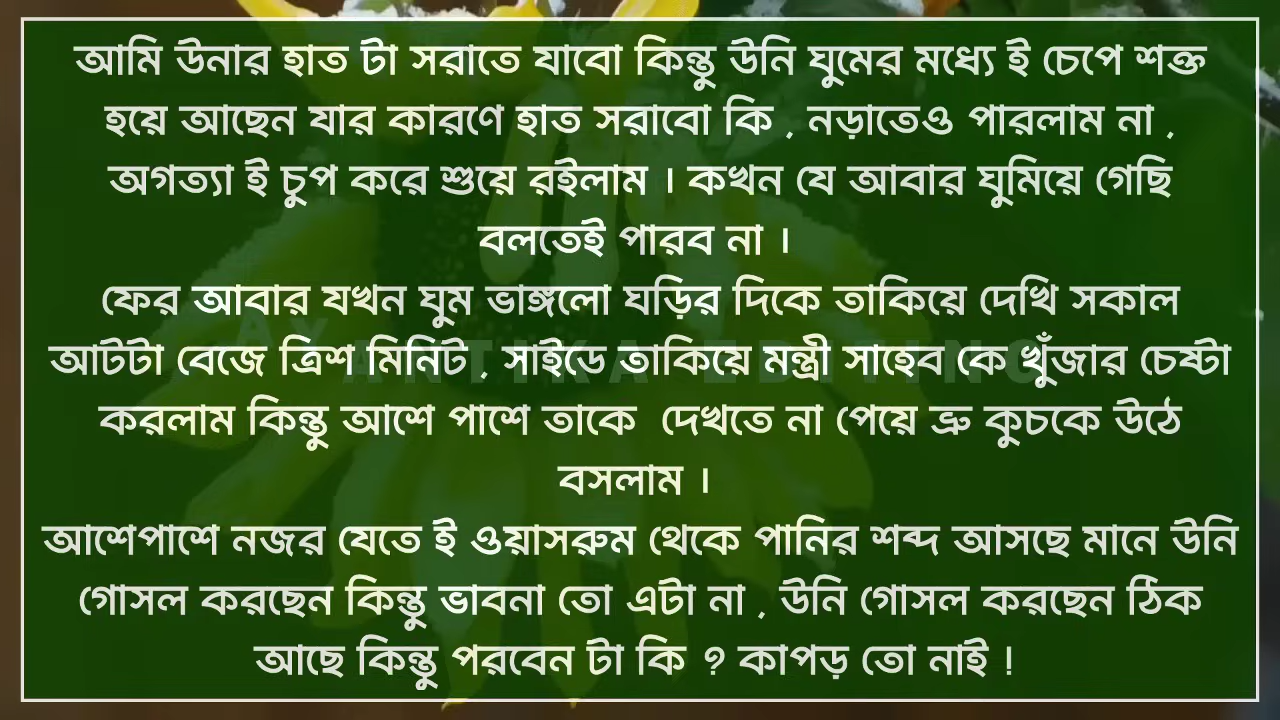 আমি উনার হাত টা সরাতে যাবো কিন্তু উনি ঘুমের মধ্যে ই চেপে শক্ত
হয়ে আছেন যার কারণে হাত সরাবো কি , নড়াতেও পারলাম না ,
অগত্যা ই চুপ করে শুয়ে রইলাম । কখন যে আবার ঘুমিয়ে গেছি
বলতেই পারব না ।
ফের আবার যখন ঘুম ভাঙ্গলো ঘড়ির দিকে তাকিয়ে দেখি সকাল
আটটা বেজে ত্রিশ মিনিট , সাইডে তাকিয়ে মন্ত্রী সাহেব কে খুঁজার চেষ্টা
করলাম কিন্তু আশে পাশে তাকে দেখতে না পেয়ে ভ্রু কুচকে উঠে
বসলাম ।
আশেপাশে নজর যেতে ই ওয়াসরুম থেকে পানির শব্দ আসছে মানে উনি
গোসল করছেন কিন্তু ভাবনা তো এটা না , উনি গোসল করছেন ঠিক
আছে কিন্তু পরবেন টা কি ? কাপড় তো নাই !